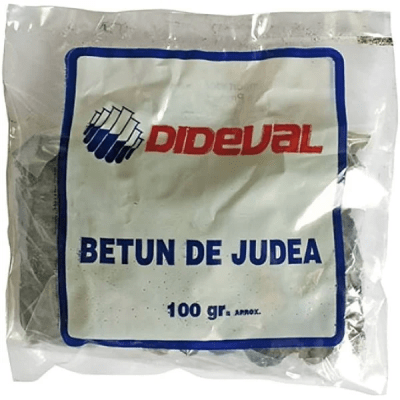 DIDEVAL
BETUN DE JUDEA
100 gr. APROX.